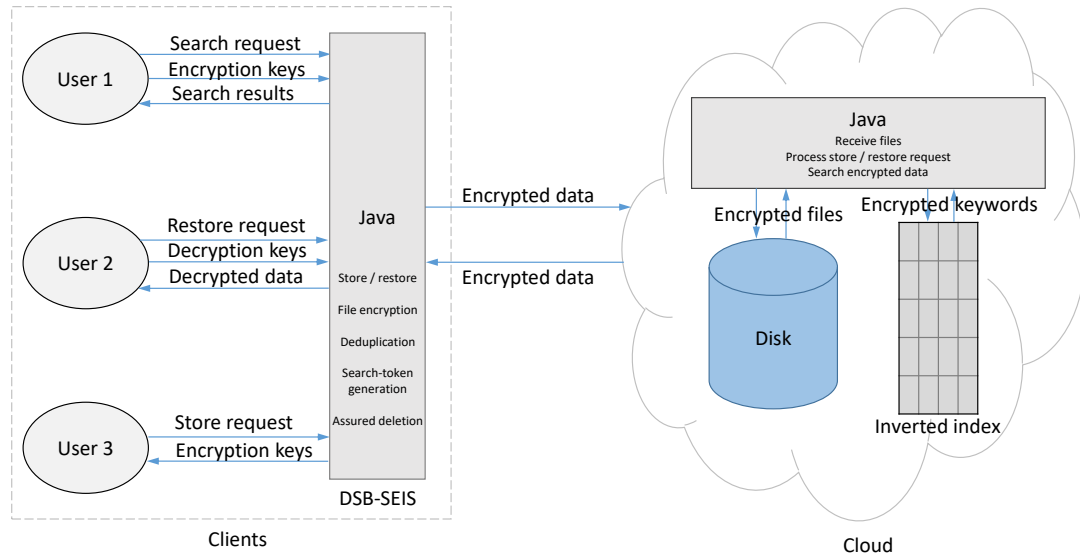 User 1
Search request
Encryption keys
Search results
User 2
Restore request
Decryption keys
Decrypted data
User 3
Store request
Encryption keys
Java
Store / restore
File encryption
Deduplication
Search-token
generation
Assured deletion
DSB-SEIS
Clients
Encrypted data
Encrypted data
Java
Receive files
Process store / restore request
Search encrypted data
Encrypted files
Encrypted keywords
Disk
Inverted index
Cloud